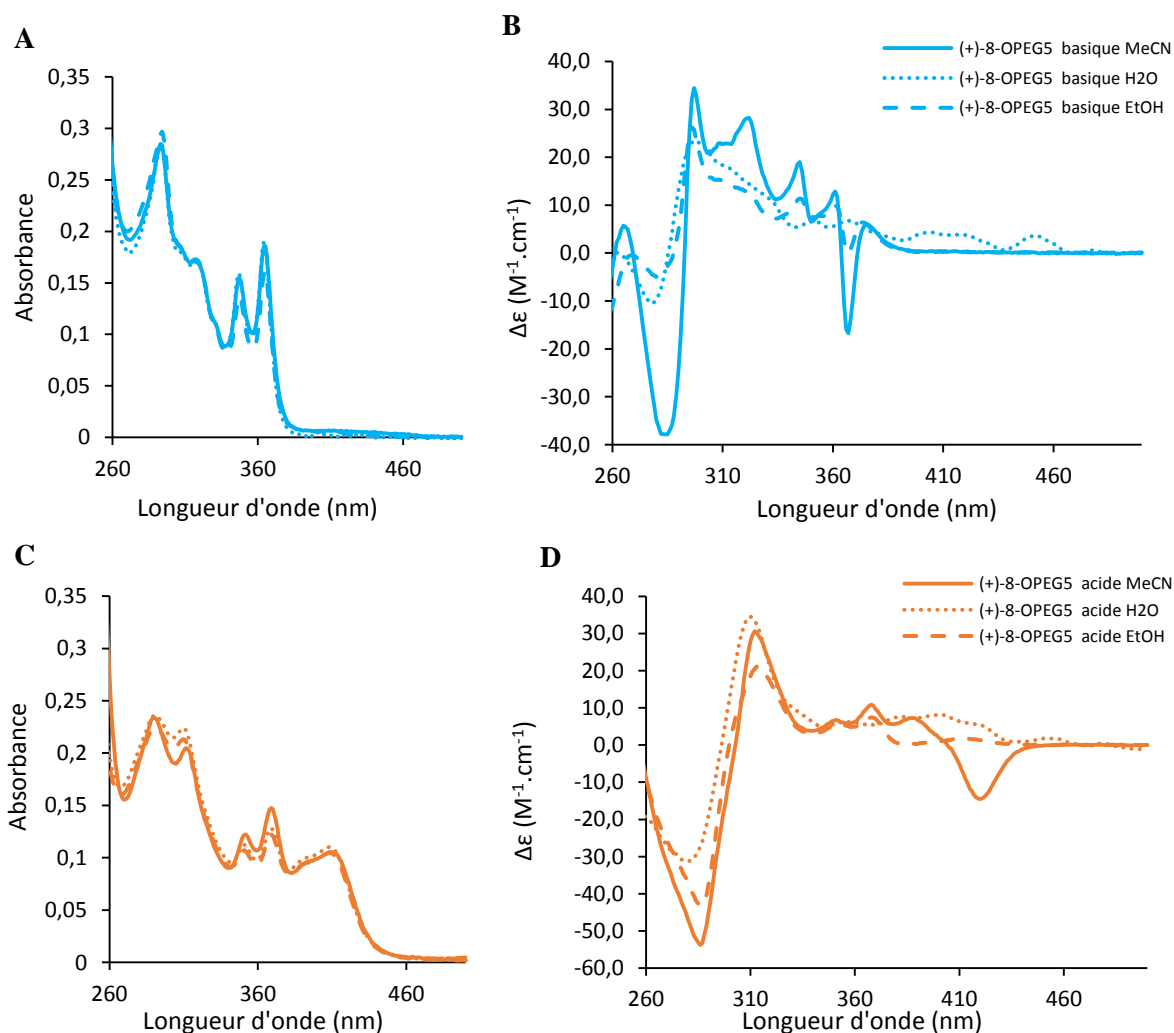 A
0,35
0,3
0,25
0,2
0,15
0,1
0,05
0
260
360
460
Absorbance
Longueur d'onde (nm)
B
(+)-8-OPEG5 basique MeCN
(+)-8-OPEG5 basique H2O
(+)-8-OPEG5 basique EtOH
40,0
30,0
20,0
10,0
0,0
-10,0
-20,0
-30,0
-40,0
260
310
360
410
460
Δε (M⁻¹.cm⁻¹)
Longueur d'onde (nm)
C
0,35
0,3
0,25
0,2
0,15
0,1
0,05
0
260
360
460
Absorbance
Longueur d'onde (nm)
D
(+)-8-OPEG5 acide MeCN
(+)-8-OPEG5 acide H2O
(+)-8-OPEG5 acide EtOH
40,0
30,0
20,0
10,0
0,0
-10,0
-20,0
-30,0
-40,0
-50,0
-60,0
260
310
360
410
460
Δε (M⁻¹.cm⁻¹)
Longueur d'onde (nm)